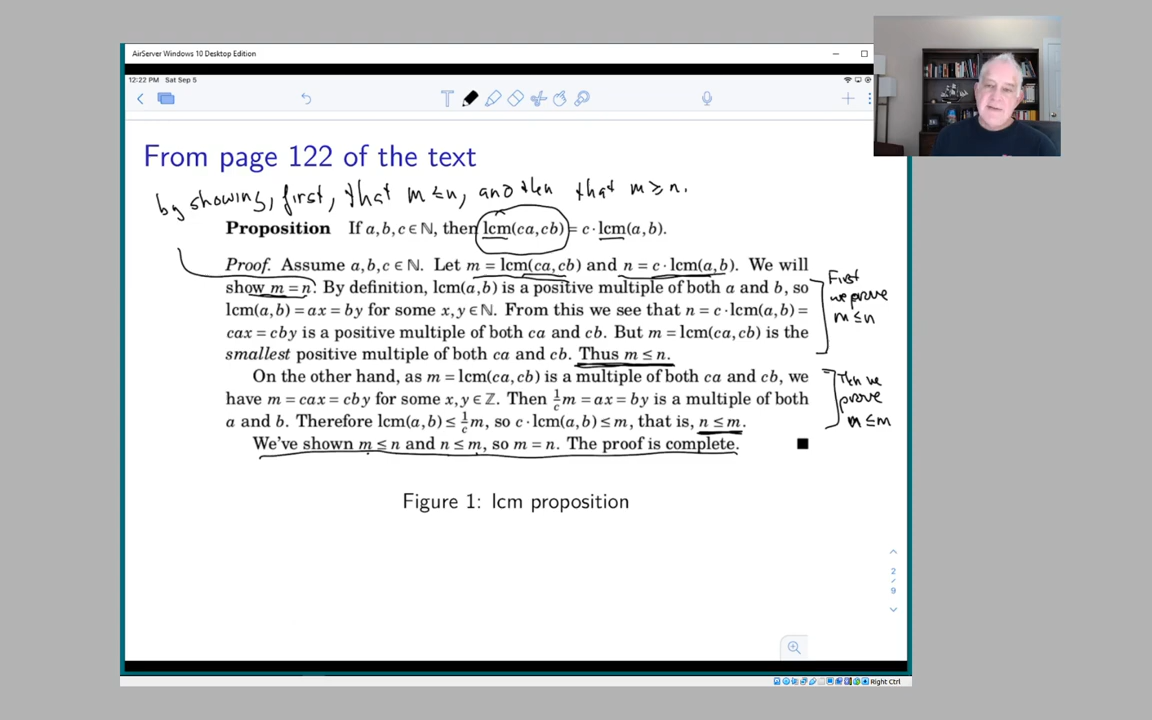 AirServer Windows 10 Desktop Edition
12:22 PM Sat Sep 5
From page 122 of the text
by showing, first, that m ≤ n, and then that m ≥ n.
Proposition If a, b, c ∈ ℕ, then lcm(ca, cb) = c · lcm(a, b).
Proof. Assume a, b, c ∈ ℕ. Let m = lcm(ca, cb) and n = c · lcm(a, b). We will
show m = n. By definition, lcm(a, b) is a positive multiple of both a and b, so
lcm(a, b) = ax = by for some x, y ∈ ℕ. From this we see that n = c · lcm(a, b) =
cax = cby is a positive multiple of both ca and cb. But m = lcm(ca, cb) is the
smallest positive multiple of both ca and cb. Thus m ≤ n.
First
we prove
m ≤ n
On the other hand, as m = lcm(ca, cb) is a multiple of both ca and cb, we
have m = cax = cby for some x, y ∈ ℤ. Then 1/c m = ax = by is a multiple of both
a and b. Therefore lcm(a, b) ≤ 1/c m, so c · lcm(a, b) ≤ m, that is, n ≤ m.
Then we
prove
n ≤ m
We've shown m ≤ n and n ≤ m, so m = n. The proof is complete. ■
Figure 1: lcm proposition
2
/
9
Right Ctrl